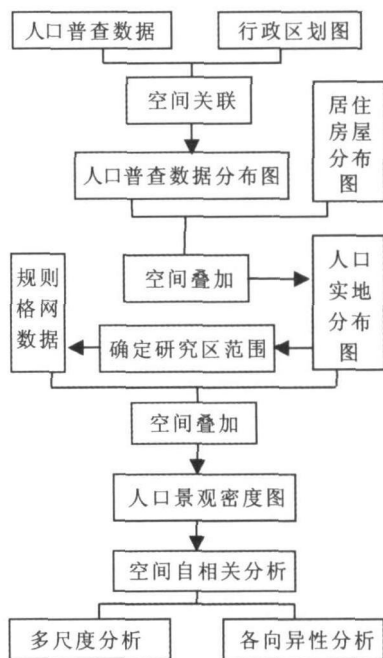 人口普查数据
行政区划图
空间关联
居住
房屋
分布
图
人口普查数据分布图
空间叠加
规则
格网
数据
人口
实地
分布
图
确定研究区范围
空间叠加
人口景观密度图
空间自相关分析
多尺度分析
各向异性分析